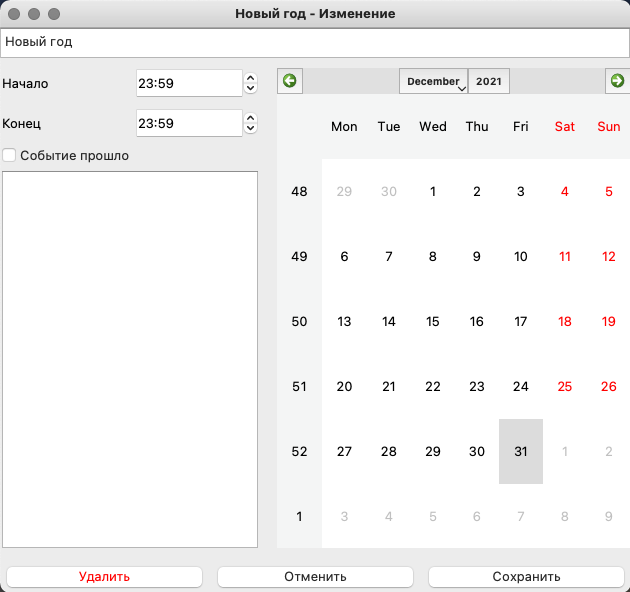 Новый год - Изменение
Новый год
Начало 23:59
Конец 23:59
Событие прошло
December 2021
Mon Tue Wed Thu Fri Sat Sun
48 29 30 1 2 3 4 5
49 6 7 8 9 10 11 12
50 13 14 15 16 17 18 19
51 20 21 22 23 24 25 26
52 27 28 29 30 31 1 2
1 3 4 5 6 7 8 9
Удалить Отменить Сохранить